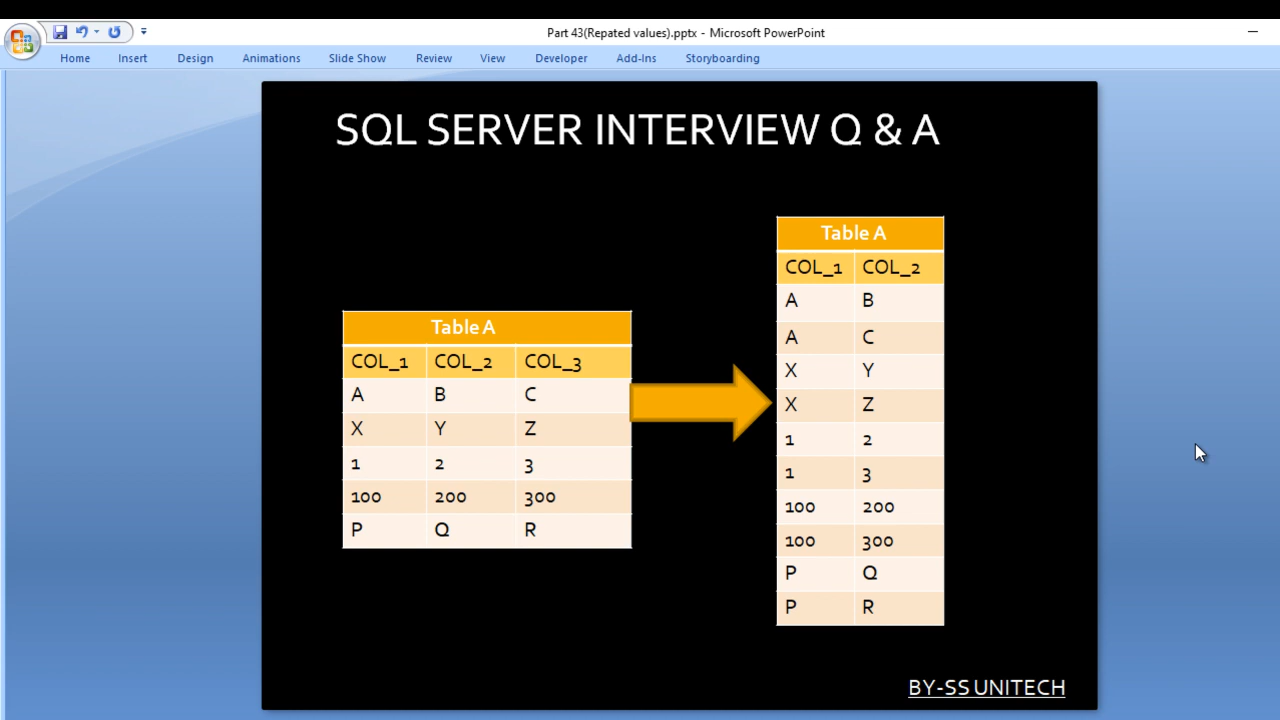 Part 43(Repated values).pptx - Microsoft PowerPoint
Home Insert Design Animations Slide Show Review View Developer Add-Ins Storyboarding
SQL SERVER INTERVIEW Q & A
Table A
COL_1 COL_2 COL_3
A B C
X Y Z
1 2 3
100 200 300
P Q R
Table A
COL_1 COL_2
A B
A C
X Y
X Z
1 2
1 3
100 200
100 300
P Q
P R
BY-SS UNITECH